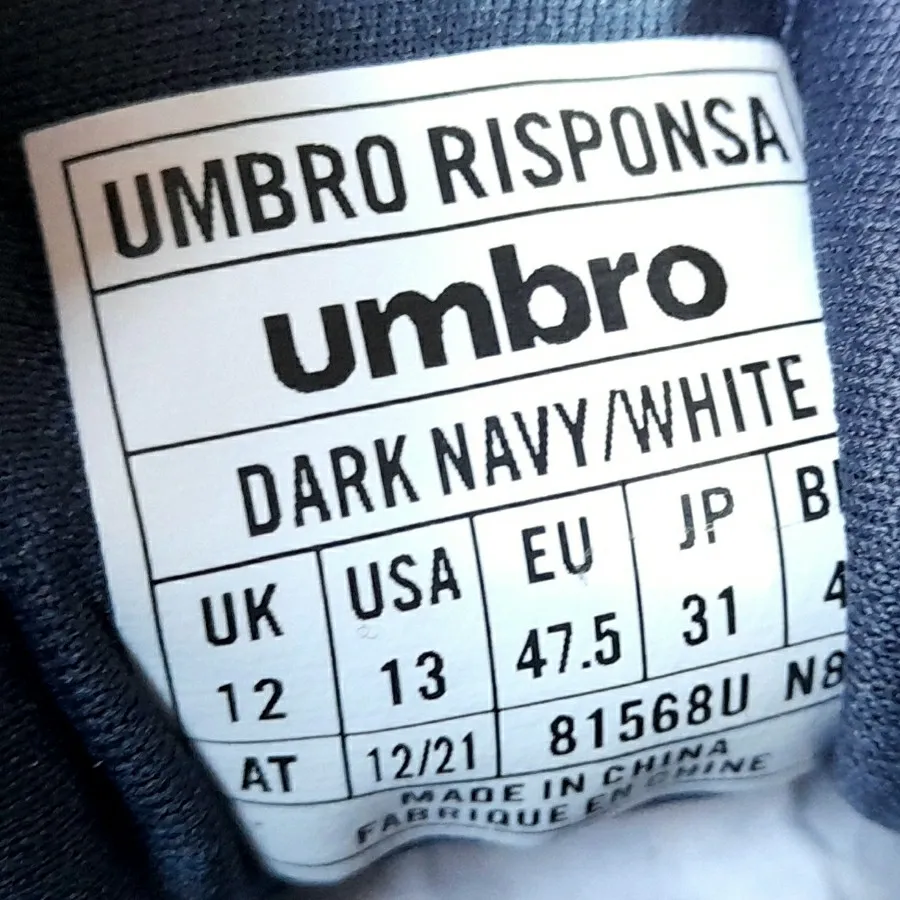 UMBRO RISPONSA
umbro
DARK NAVY/WHITE
UK USA EU JP
12 13 47.5 31
AT 12/21 81568U N8
MADE IN CHINA
FABRIQUE EN CHINE